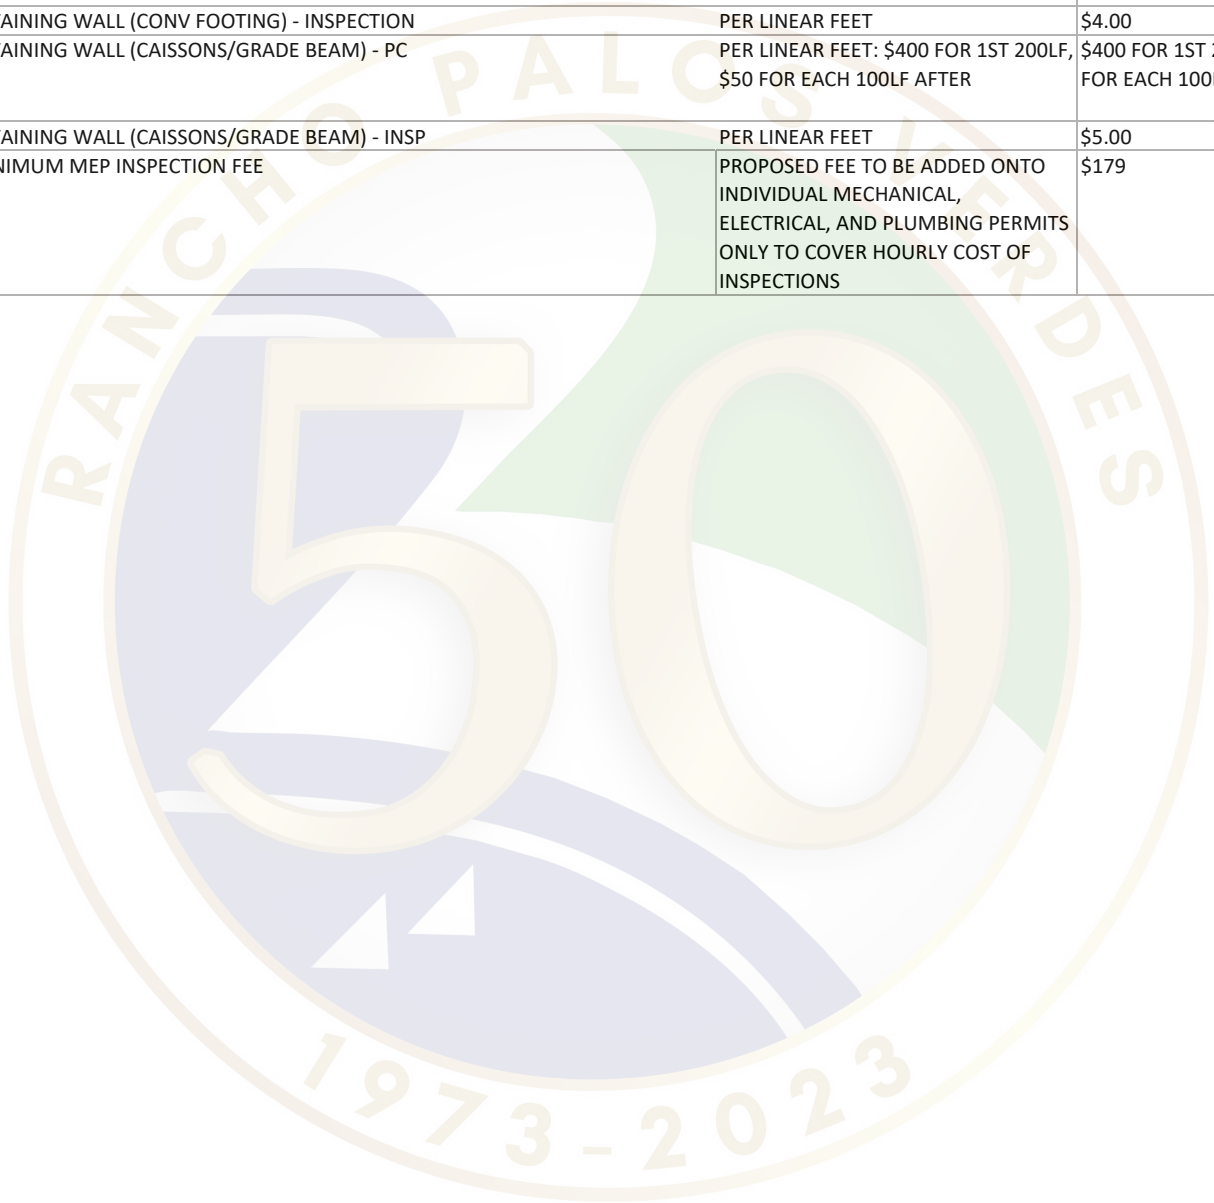 AINING WALL (CONV FOOTING) - INSPECTION PER LINEAR FEET $4.00
AINING WALL (CAISSONS/GRADE BEAM) - PC PER LINEAR FEET: $400 FOR 1ST 200LF, $400 FOR 1ST
$50 FOR EACH 100LF AFTER FOR EACH 100
AINING WALL (CAISSONS/GRADE BEAM) - INSP PER LINEAR FEET $5.00
NIMUM MEP INSPECTION FEE PROPOSED FEE TO BE ADDED ONTO $179
INDIVIDUAL MECHANICAL,
ELECTRICAL, AND PLUMBING PERMITS
ONLY TO COVER HOURLY COST OF
INSPECTIONS
RANCHO PALOS VERDES
50
1973-2023